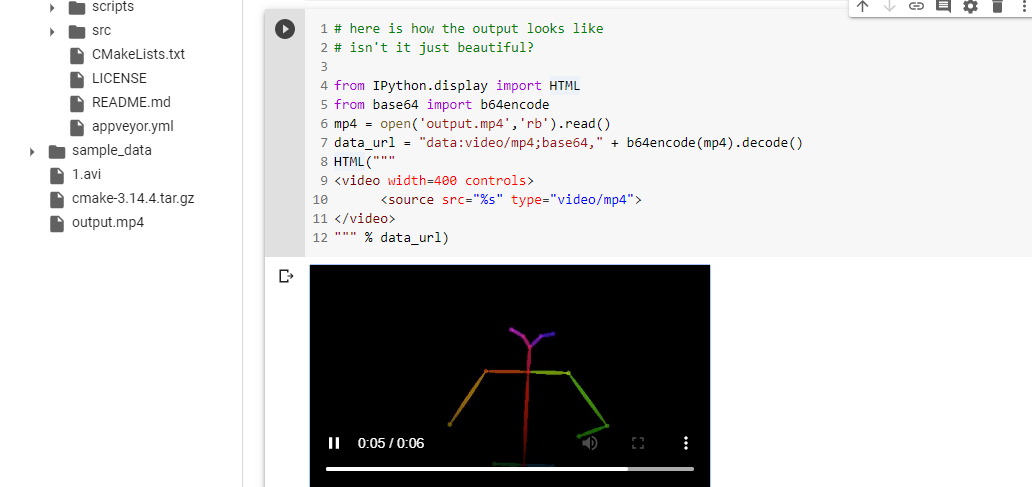 scripts
src
CMakeLists.txt
LICENSE
README.md
appveyor.yml
sample_data
1.avi
cmake-3.14.4.tar.gz
output.mp4
1 # here is how the output looks like
2 # isn't it just beautiful?
3
4 from IPython.display import HTML
5 from base64 import b64encode
6 mp4 = open('output.mp4','rb').read()
7 data_url = "data:video/mp4;base64," + b64encode(mp4).decode()
8 HTML("""
9 <video width=400 controls>
10       <source src="%s" type="video/mp4">
11 </video>
12 """ % data_url)
0:05 / 0:06